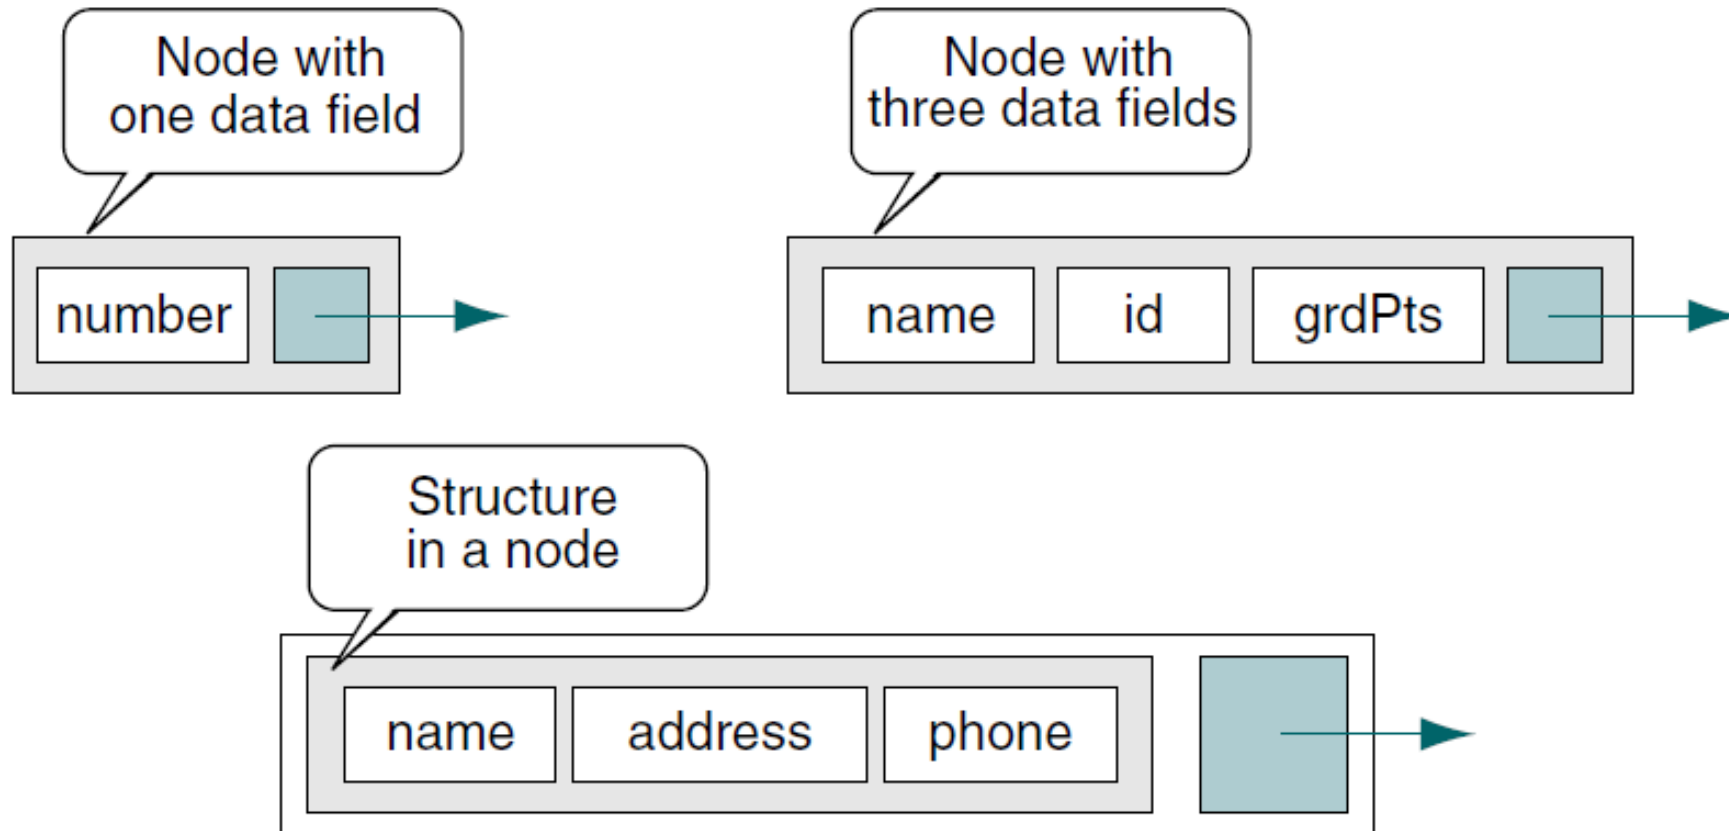 Node with
one data field
Node with
three data fields
number
name id grdPts
Structure
in a node
name address phone